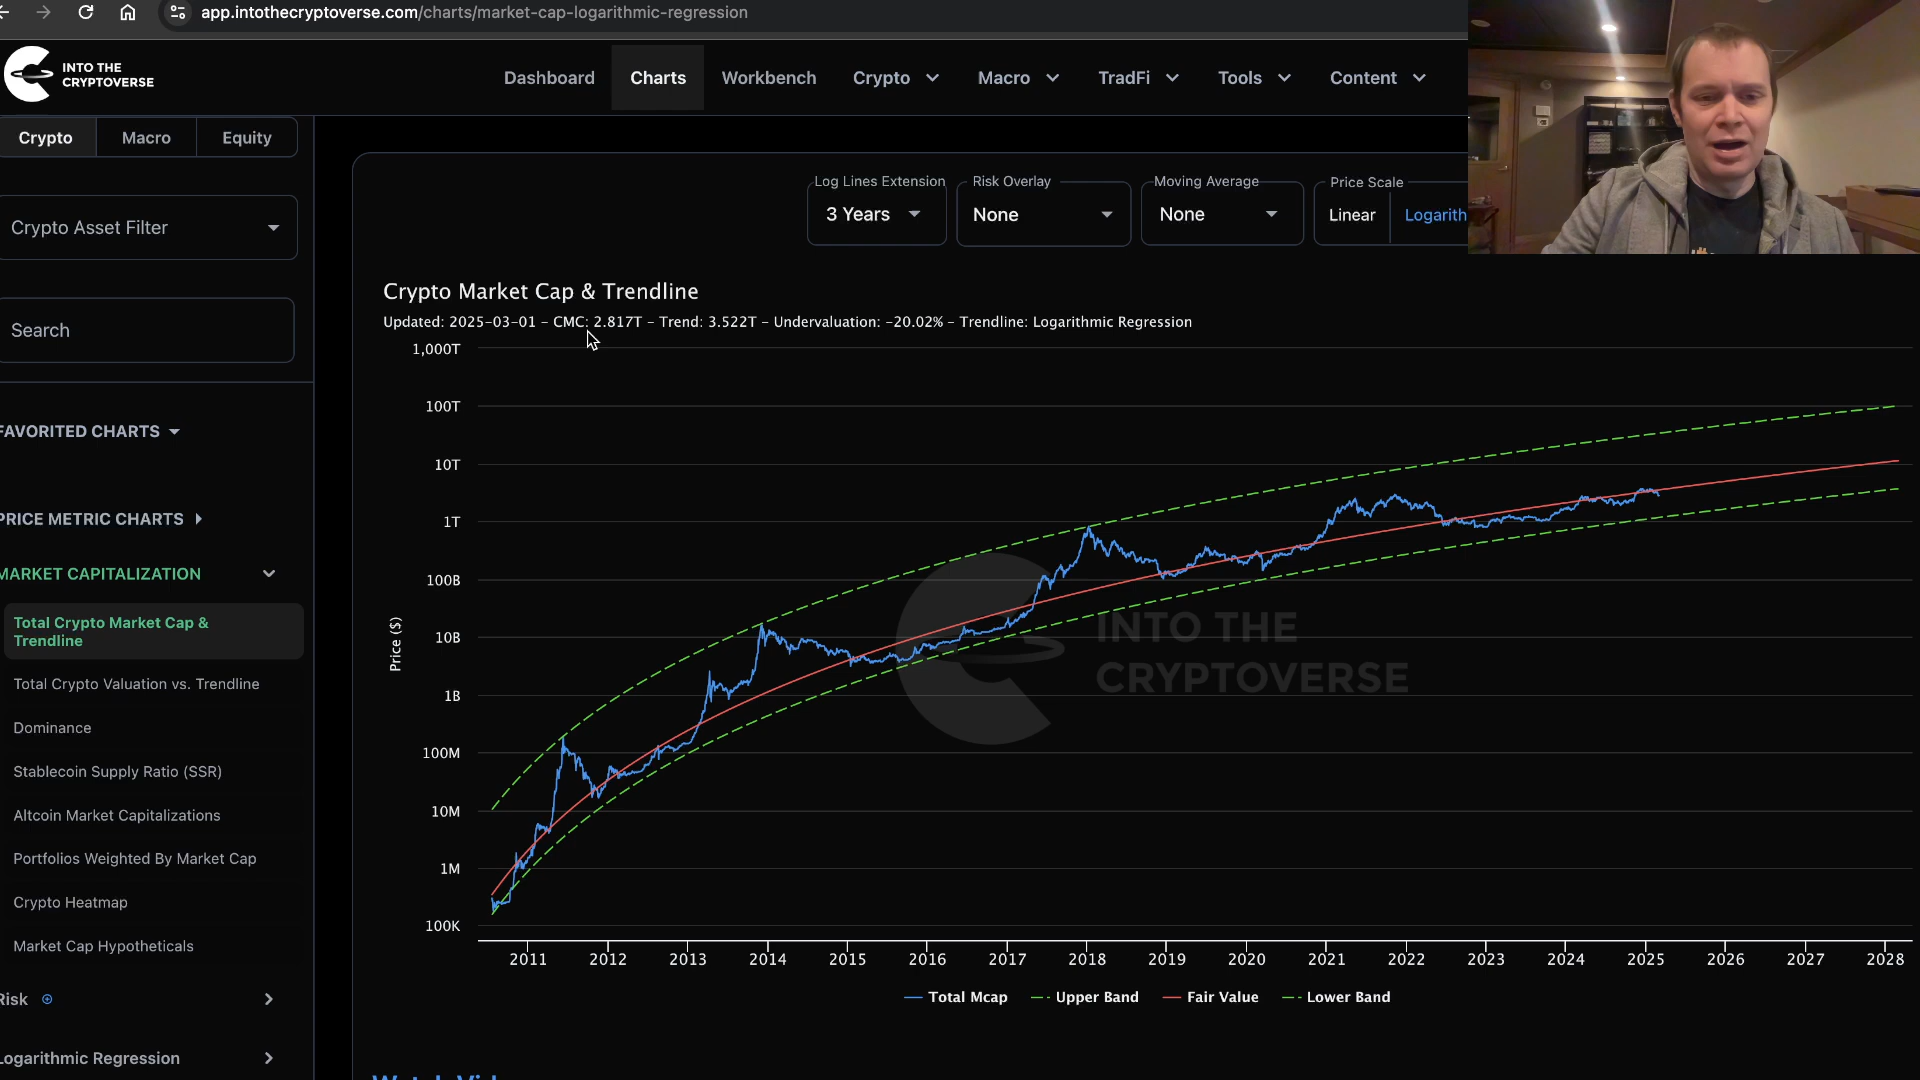 app.intothecryptoverse.com/charts/market-cap-logarithmic-regression
INTO THE
CRYPTOVERSE
Dashboard
Charts
Workbench
Crypto
Macro
TradFi
Tools
Content
Crypto
Macro
Equity
Crypto Asset Filter
Search
FAVORITED CHARTS
PRICE METRIC CHARTS
MARKET CAPITALIZATION
Total Crypto Market Cap &
Trendline
Total Crypto Valuation vs. Trendline
Dominance
Stablecoin Supply Ratio (SSR)
Altcoin Market Capitalizations
Portfolios Weighted By Market Cap
Crypto Heatmap
Market Cap Hypotheticals
Risk
Logarithmic Regression
Log Lines Extension
3 Years
Risk Overlay
None
Moving Average
None
Price Scale
Linear
Logarith
Crypto Market Cap & Trendline
Updated: 2025-03-01 – CMC: 2.817T – Trend: 3.522T – Undervaluation: -20.02% – Trendline: Logarithmic Regression
1,000T
100T
10T
1T
100B
10B
1B
100M
10M
1M
100K
Price ($)
INTO THE
CRYPTOVERSE
2011 2012 2013 2014 2015 2016 2017 2018 2019 2020 2021 2022 2023 2024 2025 2026 2027 2028
Total Mcap
Upper Band
Fair Value
Lower Band